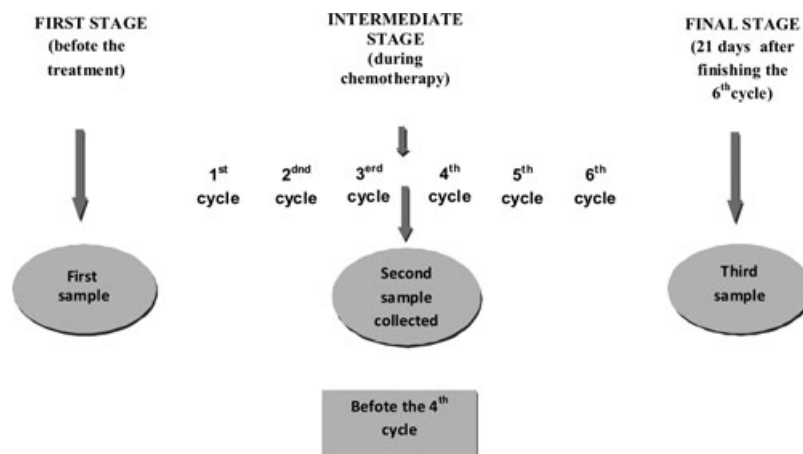 FIRST STAGE
(befote the
treatment)
INTERMEDIATE
STAGE
(during
chemotherapy)
FINAL STAGE
(21 days after
finishing the
6th cycle)
1st
cycle
2dnd
cycle
3erd
cycle
4th
cycle
5th
cycle
6th
cycle
First
sample
Second
sample
collected
Third
sample
Befote the 4th
cycle